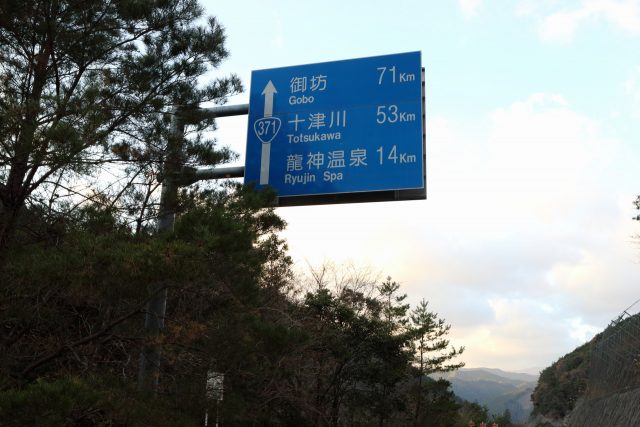 御坊 71Km
Gobo
371
十津川 53Km
Totsukawa
龍神温泉 14Km
Ryujin Spa